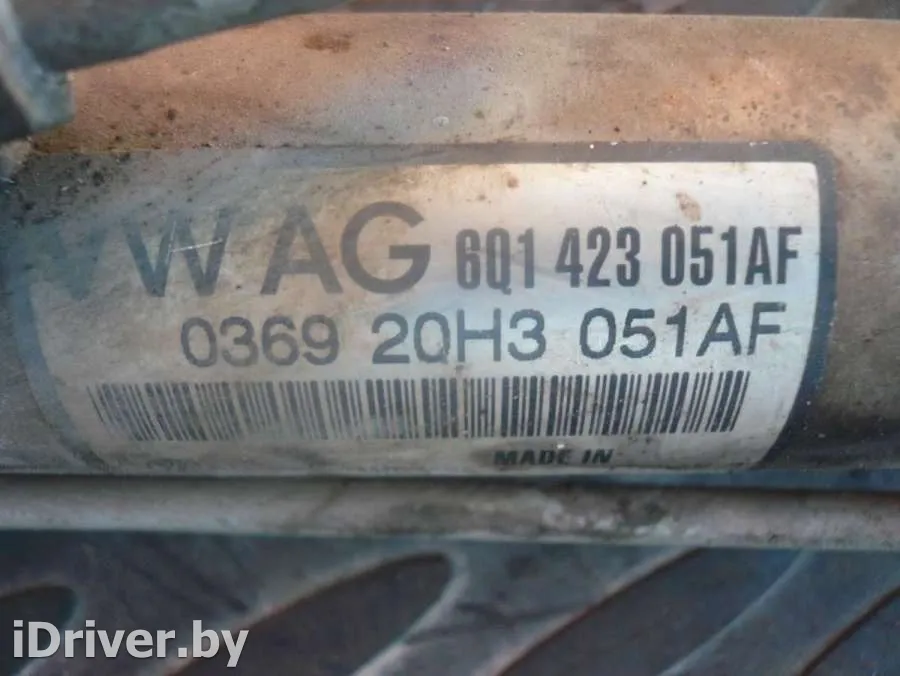 VW AG 6Q1 423 051AF
0369 20H3 051AF
MADE IN
iDriver.by